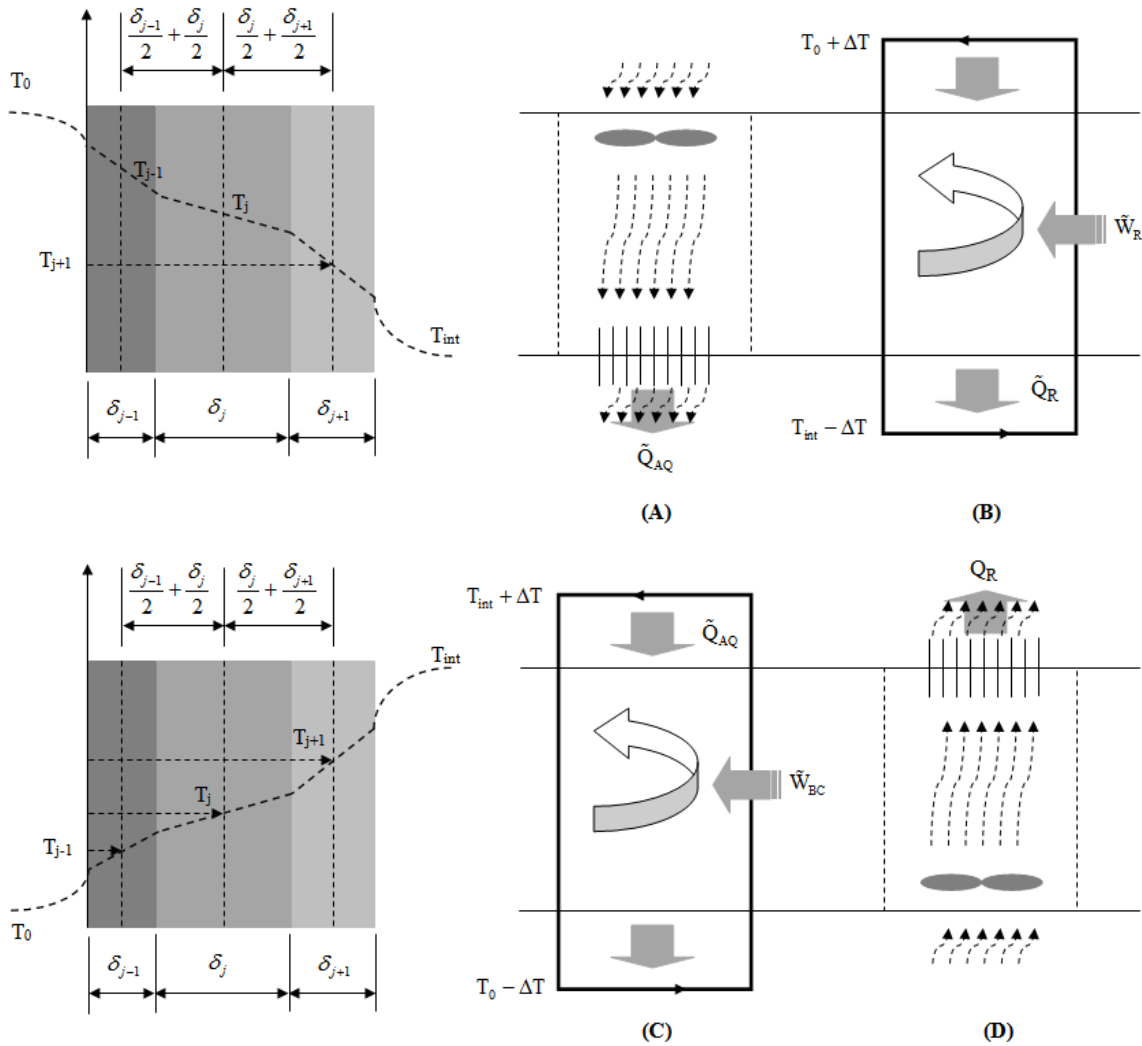 δj-1/2 + δj/2 δj/2 + δj+1/2
T0
Tj-1
Tj
Tj+1
Tint
δj-1 δj δj+1
T0 + ΔT
W̃R
Q̃R
Tint − ΔT
Q̃AQ
(A) (B)
δj-1/2 + δj/2 δj/2 + δj+1/2
Tint
Tj+1
Tj
Tj-1
T0
δj-1 δj δj+1
Tint + ΔT
Q̃AQ
QR
W̃BC
T0 − ΔT
(C) (D)